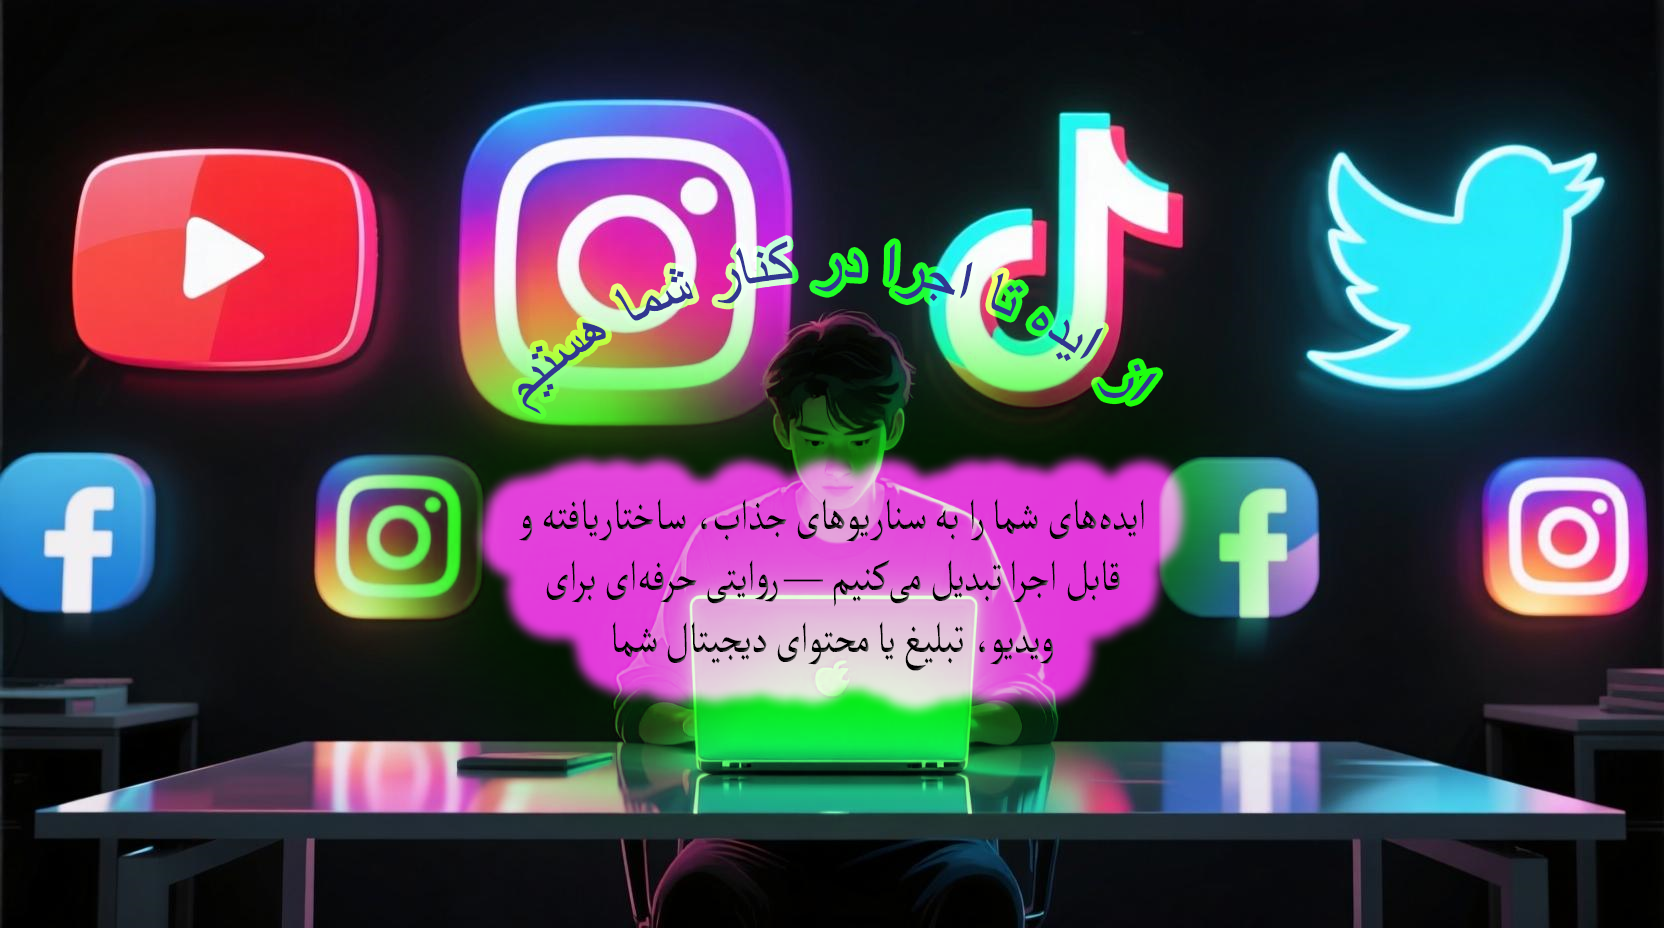 از ایده تا اجرا در کنار شما هستیم
ایده‌های شما را به سناریوهای جذاب، ساختاریافته و
قابل اجرا تبدیل می‌کنیم — روایتی حرفه‌ای برای
ویدیو، تبلیغ یا محتوای دیجیتال شما